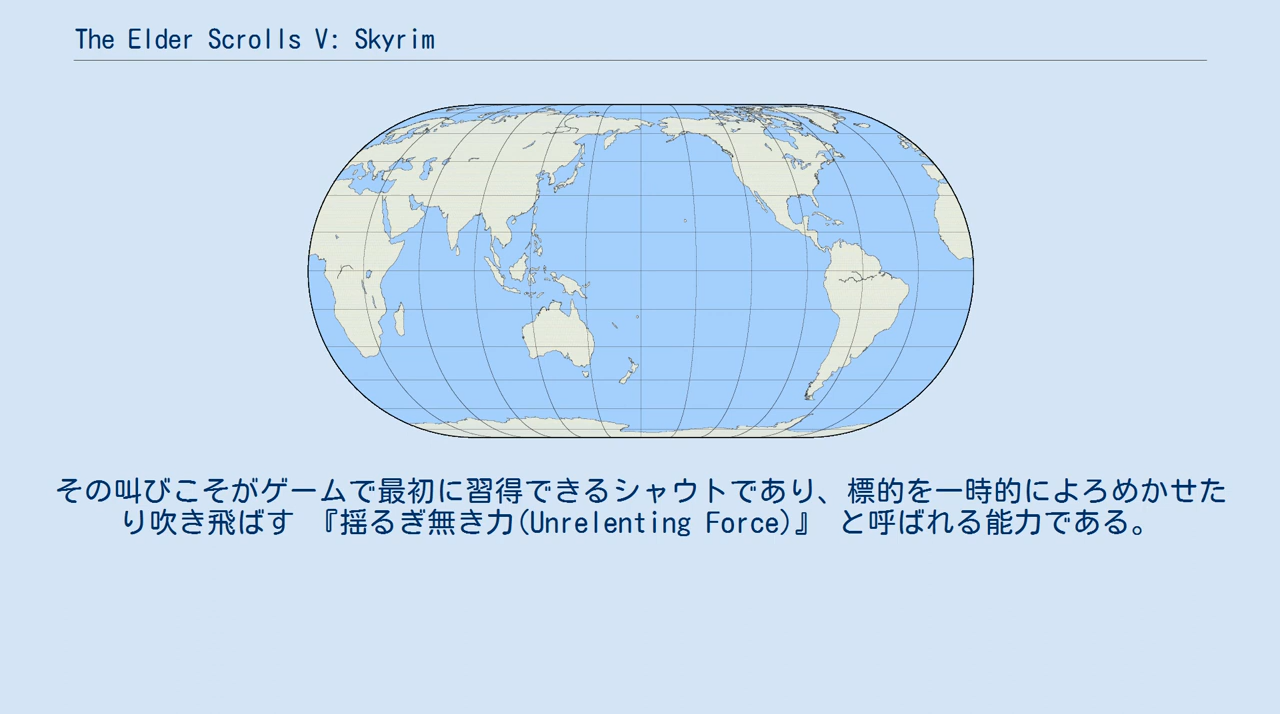 The Elder Scrolls V: Skyrim
その叫びこそがゲームで最初に習得できるシャウトであり、標的を一時的によろめかせた
り吹き飛ばす 『揺るぎ無き力(Unrelenting Force)』 と呼ばれる能力である。